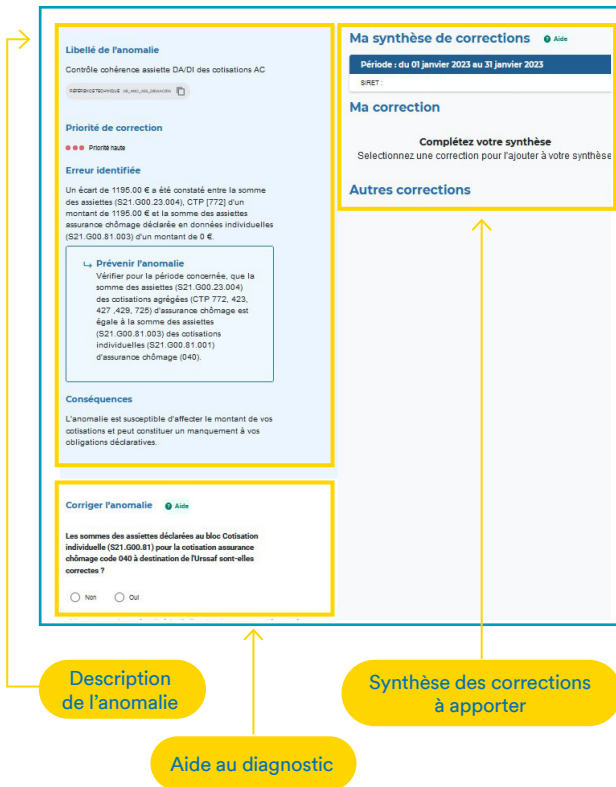 Libellé de l'anomalie
Contrôle cohérence assiette DA/DI des cotisations AC
RÉFÉRENCE TECHNIQUE
Priorité de correction
Priorité haute
Erreur identifiée
Un écart de 1195.00 € a été constaté entre la somme
des assiettes (S21.G00.23.004), CTP [772] d'un
montant de 1195.00 € et la somme des assiettes
assurance chômage déclarée en données individuelles
(S21.G00.81.003) d'un montant de 0 €.
Prévenir l'anomalie
Vérifier pour la période concernée, que la
somme des assiettes (S21.G00.23.004)
des cotisations agrégées (CTP 772, 423,
427 ,429, 725) d'assurance chômage est
égale à la somme des assiettes
(S21.G00.81.003) des cotisations
individuelles (S21.G00.81.001)
d'assurance chômage (040).
Conséquences
L'anomalie est susceptible d'affecter le montant de vos
cotisations et peut constituer un manquement à vos
obligations déclaratives.
Corriger l'anomalie ? Aide
Les sommes des assiettes déclarées au bloc Cotisation
individuelle (S21.G00.81) pour la cotisation assurance
chômage code 040 à destination de l'Urssaf sont-elles
correctes ?
Non Oui
Ma synthèse de corrections ? Aide
Période : du 01 janvier 2023 au 31 janvier 2023
SIRET :
Ma correction
Complétez votre synthèse
Selectionnez une correction pour l'ajouter à votre synthèse
Autres corrections
Description
de l'anomalie
Synthèse des corrections
à apporter
Aide au diagnostic